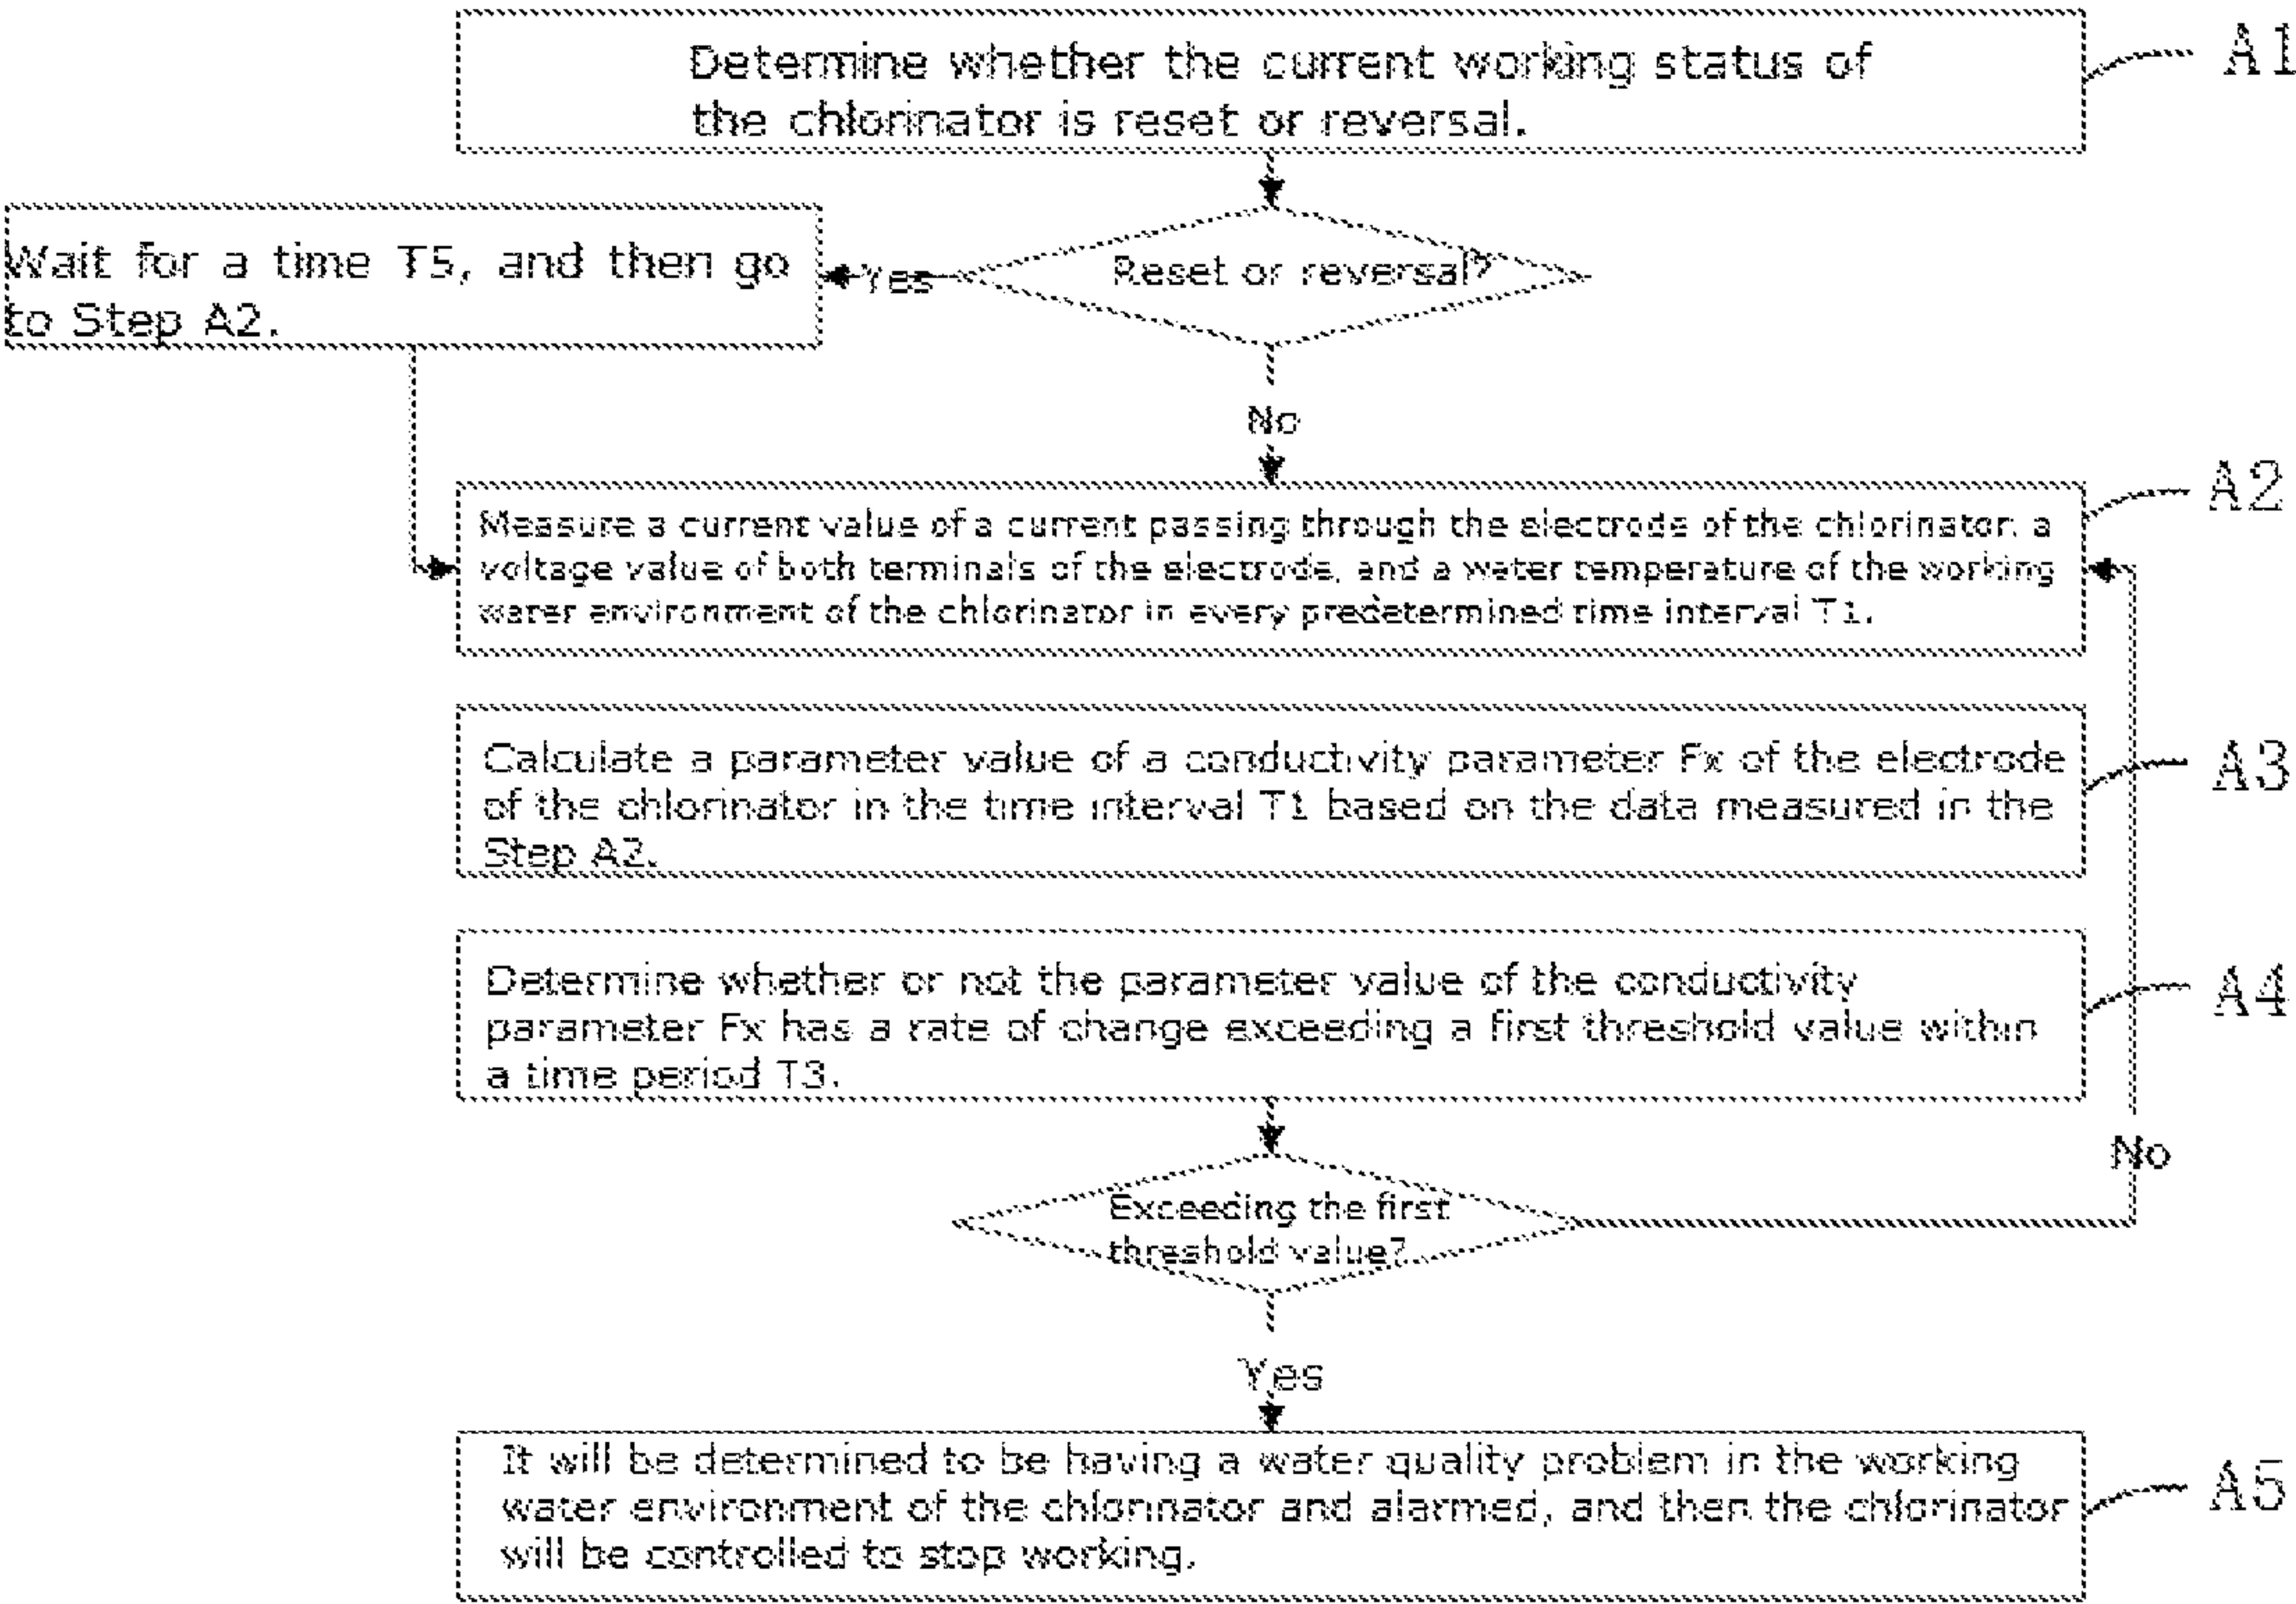 Determine whether the current working status of
the chlorinator is reset or reversal.
A1
Wait for a time T5, and then go
to Step A2.
Yes
Reset or reversal?
No
A2
Measure a current value of a current passing through the electrode of the chlorinator, a
voltage value of both terminals of the electrode, and a water temperature of the working
water environment of the chlorinator in every predetermined time interval T1.
Calculate a parameter value of a conductivity parameter Fx of the electrode
of the chlorinator in the time interval T1 based on the data measured in the
Step A2.
A3
Determine whether or not the parameter value of the conductivity
parameter Fx has a rate of change exceeding a first threshold value within
a time period T3.
A4
No
Exceeding the first
threshold value?
Yes
It will be determined to be having a water quality problem in the working
water environment of the chlorinator and alarmed, and then the chlorinator
will be controlled to stop working.
A5